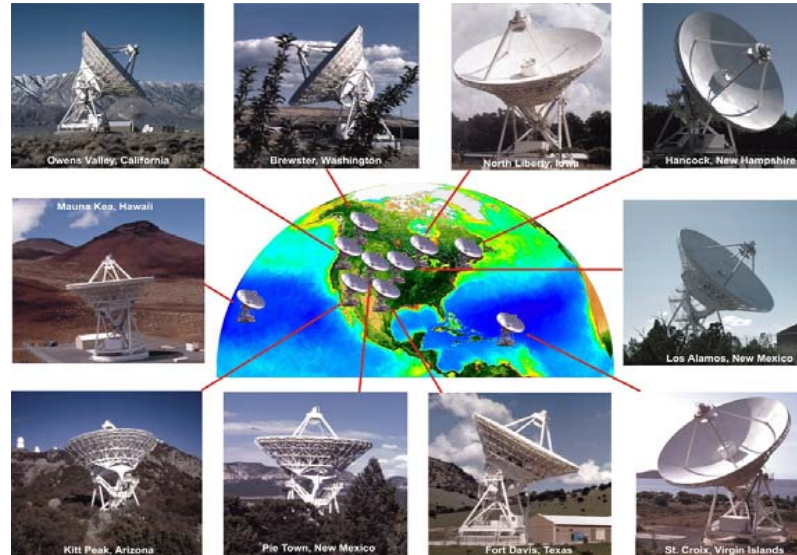 Owens Valley, California
Brewster, Washington
North Liberty, Iowa
Hancock, New Hampshire
Mauna Kea, Hawaii
Los Alamos, New Mexico
Kitt Peak, Arizona
Pie Town, New Mexico
Fort Davis, Texas
St. Croix, Virgin Islands